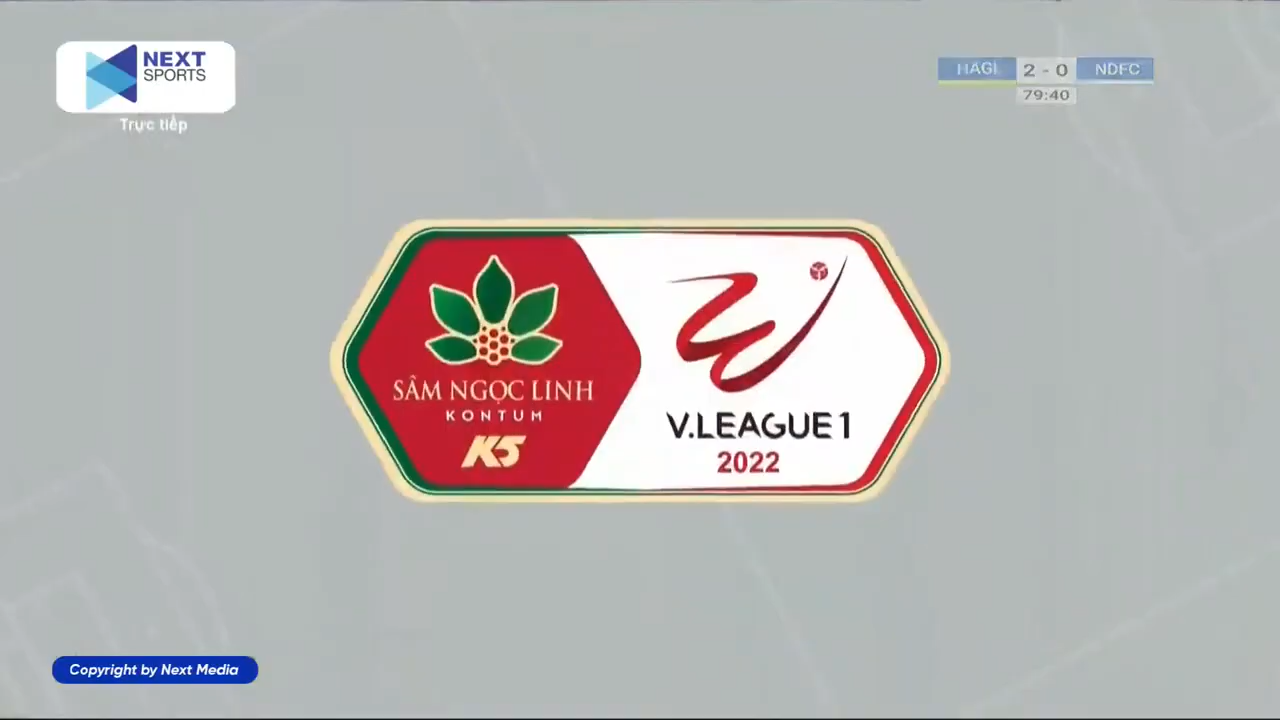 NEXT
SPORTS
Trực tiếp
HAGL 2 - 0 NDFC
79:40
SÂM NGỌC LINH
KONTUM
K5
V.LEAGUE 1
2022
Copyright by Next Media